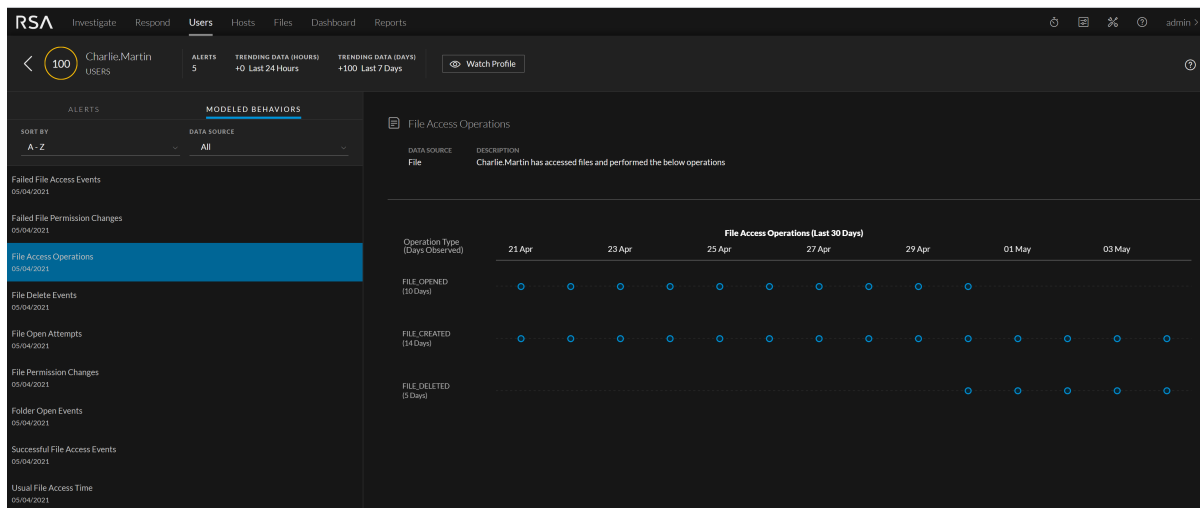 RSA Investigate Respond Users Hosts Files Dashboard Reports admin >
100
Charlie.Martin
USERS
ALERTS
5
TRENDING DATA (HOURS)
+0 Last 24 Hours
TRENDING DATA (DAYS)
+100 Last 7 Days
Watch Profile
ALERTS MODELED BEHAVIORS
SORT BY DATA SOURCE
A - Z All
Failed File Access Events
05/04/2021
Failed File Permission Changes
05/04/2021
File Access Operations
05/04/2021
File Delete Events
05/04/2021
File Open Attempts
05/04/2021
File Permission Changes
05/04/2021
Folder Open Events
05/04/2021
Successful File Access Events
05/04/2021
Usual File Access Time
05/04/2021
File Access Operations
DATA SOURCE DESCRIPTION
File Charlie.Martin has accessed files and performed the below operations
File Access Operations (Last 30 Days)
Operation Type
(Days Observed)
21 Apr 23 Apr 25 Apr 27 Apr 29 Apr 01 May 03 May
FILE_OPENED
(10 Days)
FILE_CREATED
(14 Days)
FILE_DELETED
(5 Days)